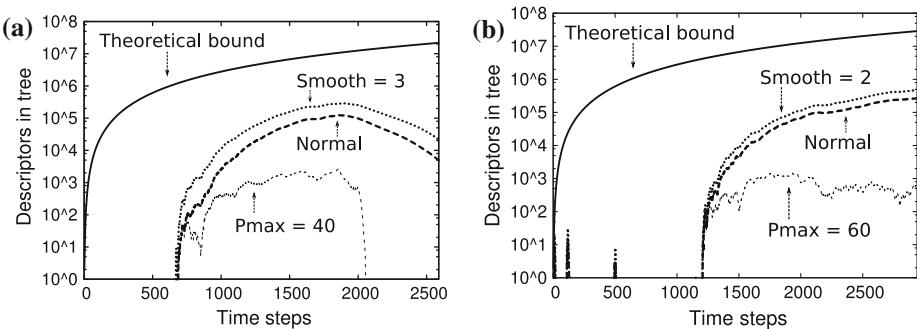 (a)
Descriptors in tree
10^8
10^7
10^6
10^5
10^4
10^3
10^2
10^1
10^0
Theoretical bound
Smooth = 3
Normal
Pmax = 40
0 500 1000 1500 2000 2500
Time steps
(b)
Descriptors in tree
10^8
10^7
10^6
10^5
10^4
10^3
10^2
10^1
10^0
Theoretical bound
Smooth = 2
Normal
Pmax = 60
0 500 1000 1500 2000 2500
Time steps